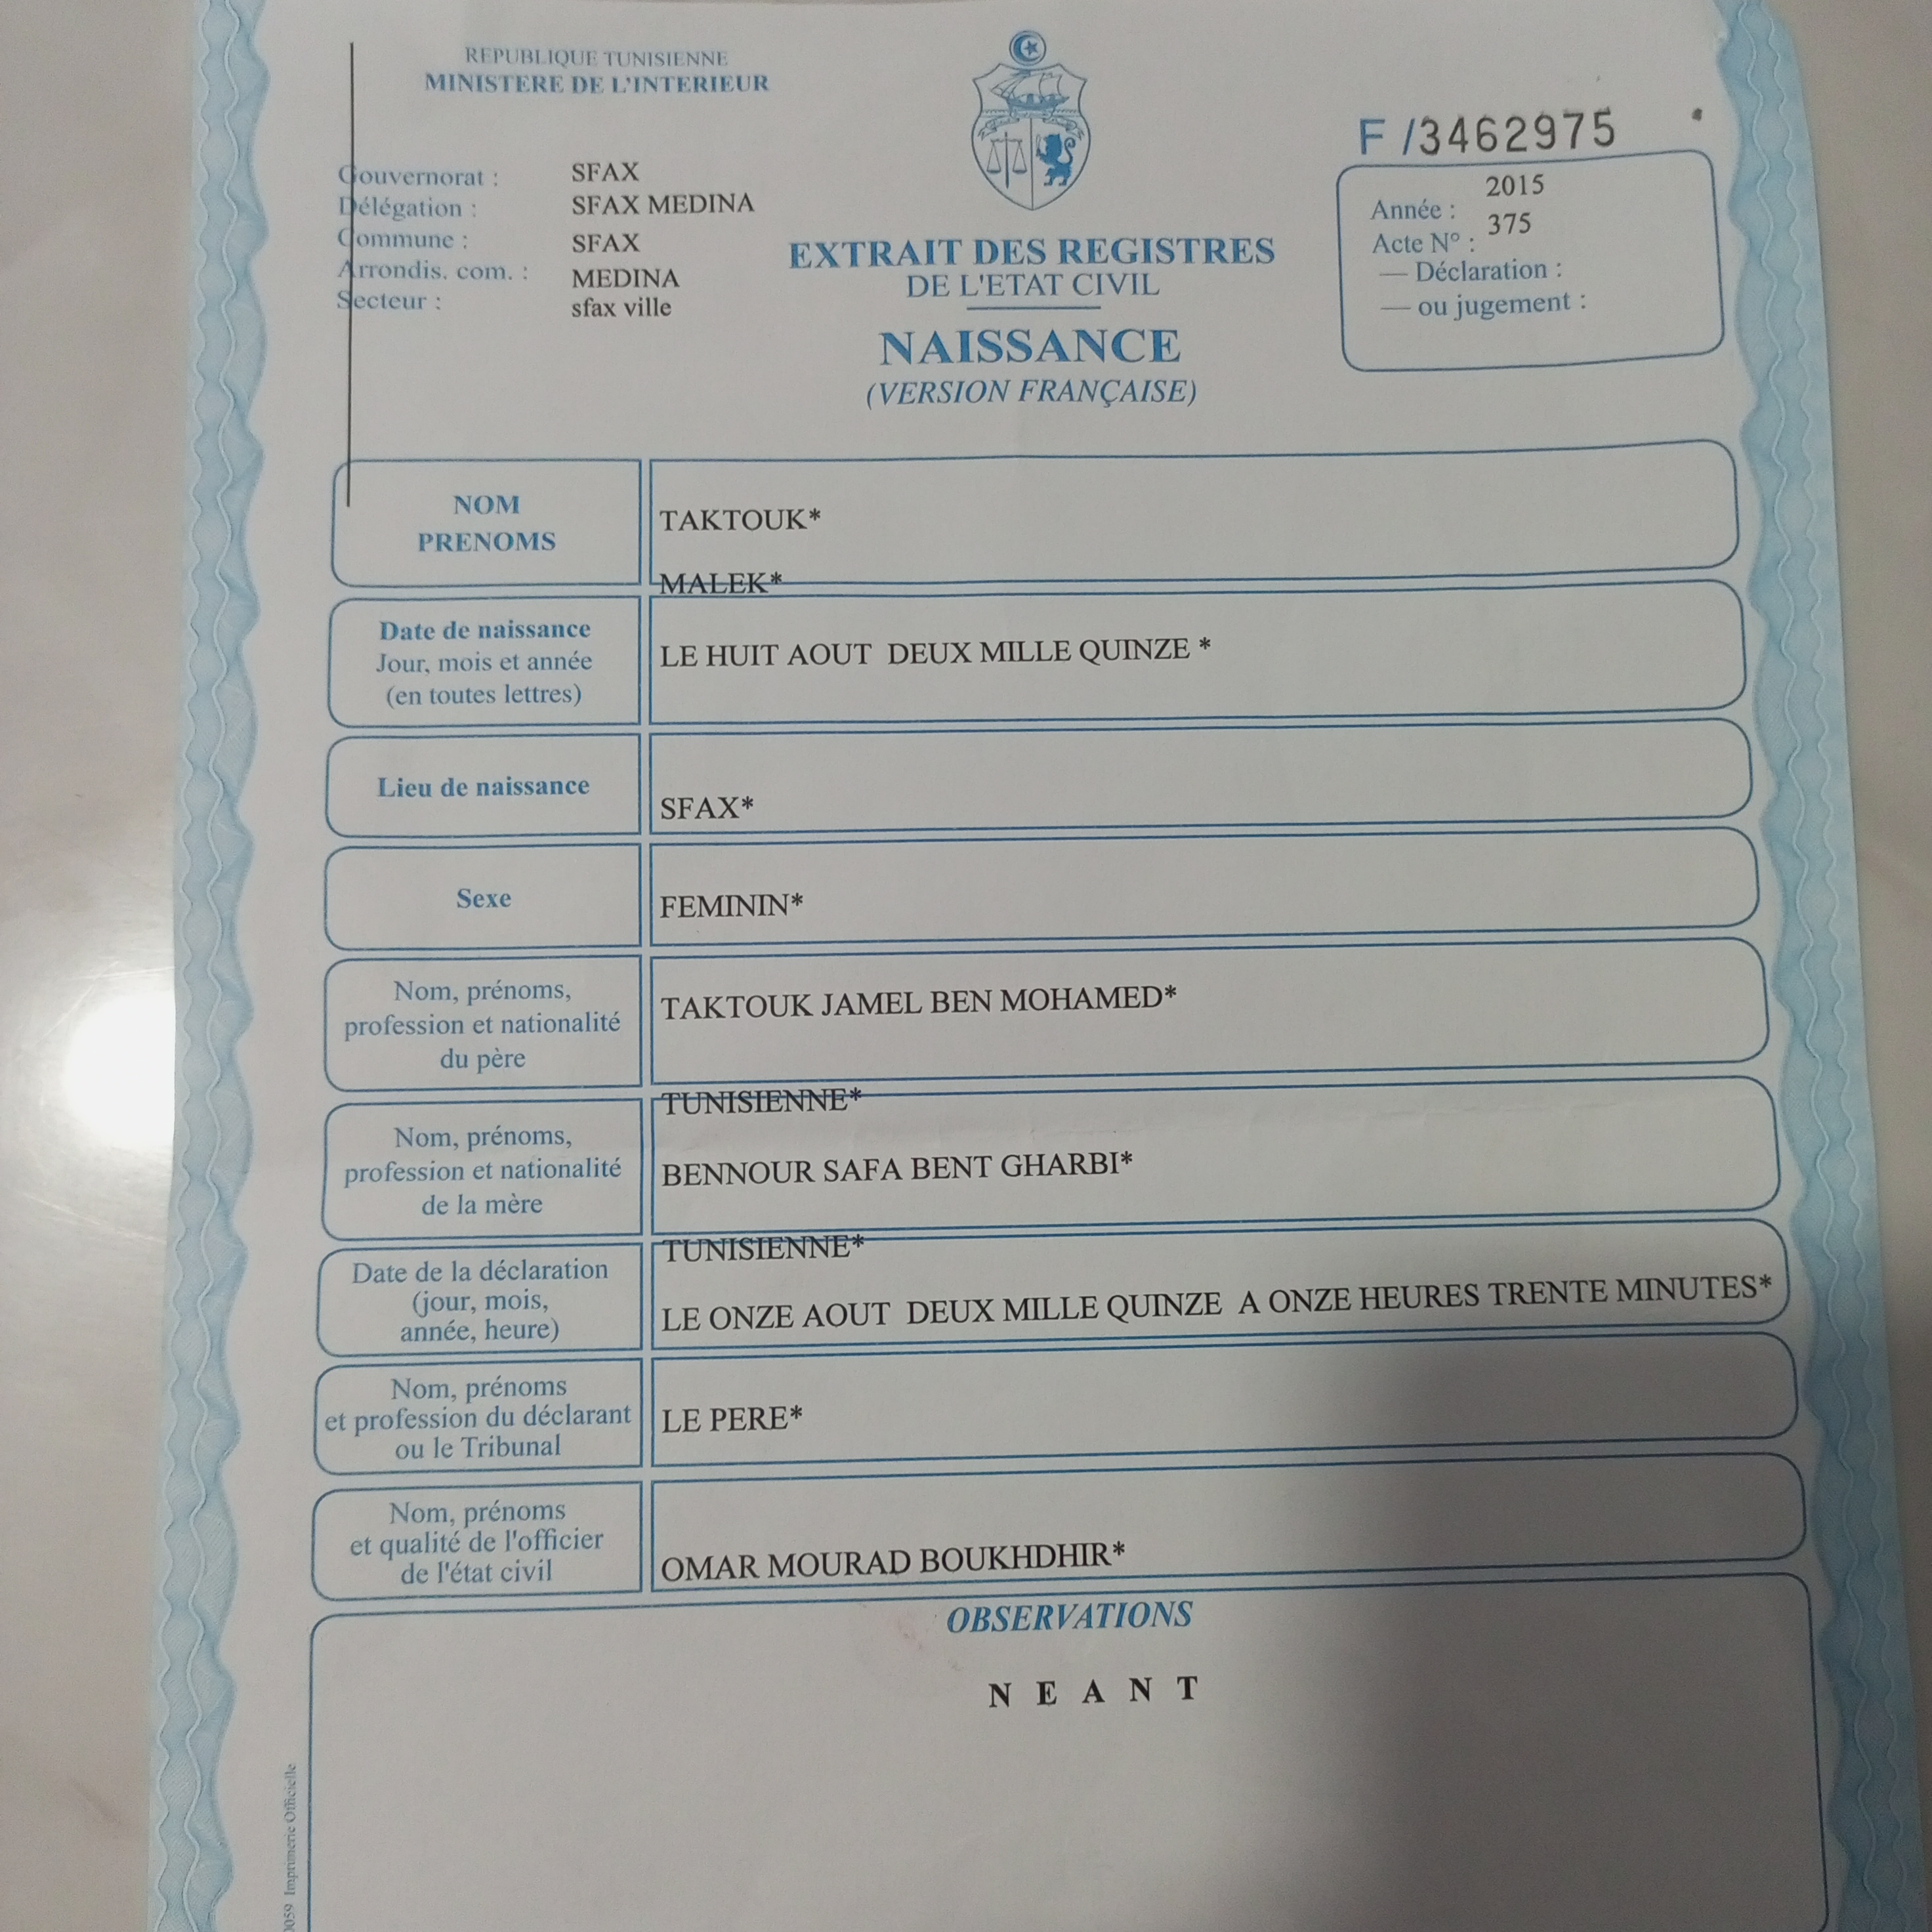 REPUBLIQUE TUNISIENNE
MINISTERE DE L'INTERIEUR
F /3462975
Gouvernorat : SFAX
Délégation : SFAX MEDINA
Commune : SFAX
Arrondis. com. : MEDINA
Secteur : sfax ville
Année : 2015
Acte N° : 375
— Déclaration :
— ou jugement :
EXTRAIT DES REGISTRES
DE L'ETAT CIVIL
NAISSANCE
(VERSION FRANÇAISE)
NOM
PRENOMS
TAKTOUK*
MALEK*
Date de naissance
Jour, mois et année
(en toutes lettres)
LE HUIT AOUT DEUX MILLE QUINZE *
Lieu de naissance
SFAX*
Sexe
FEMININ*
Nom, prénoms,
profession et nationalité
du père
TAKTOUK JAMEL BEN MOHAMED*
TUNISIENNE*
Nom, prénoms,
profession et nationalité
de la mère
BENNOUR SAFA BENT GHARBI*
TUNISIENNE*
Date de la déclaration
(jour, mois,
année, heure)
LE ONZE AOUT DEUX MILLE QUINZE A ONZE HEURES TRENTE MINUTES*
Nom, prénoms
et profession du déclarant
ou le Tribunal
LE PERE*
Nom, prénoms
et qualité de l'officier
de l'état civil
OMAR MOURAD BOUKHDHIR*
OBSERVATIONS
N E A N T
Imprimerie Officielle